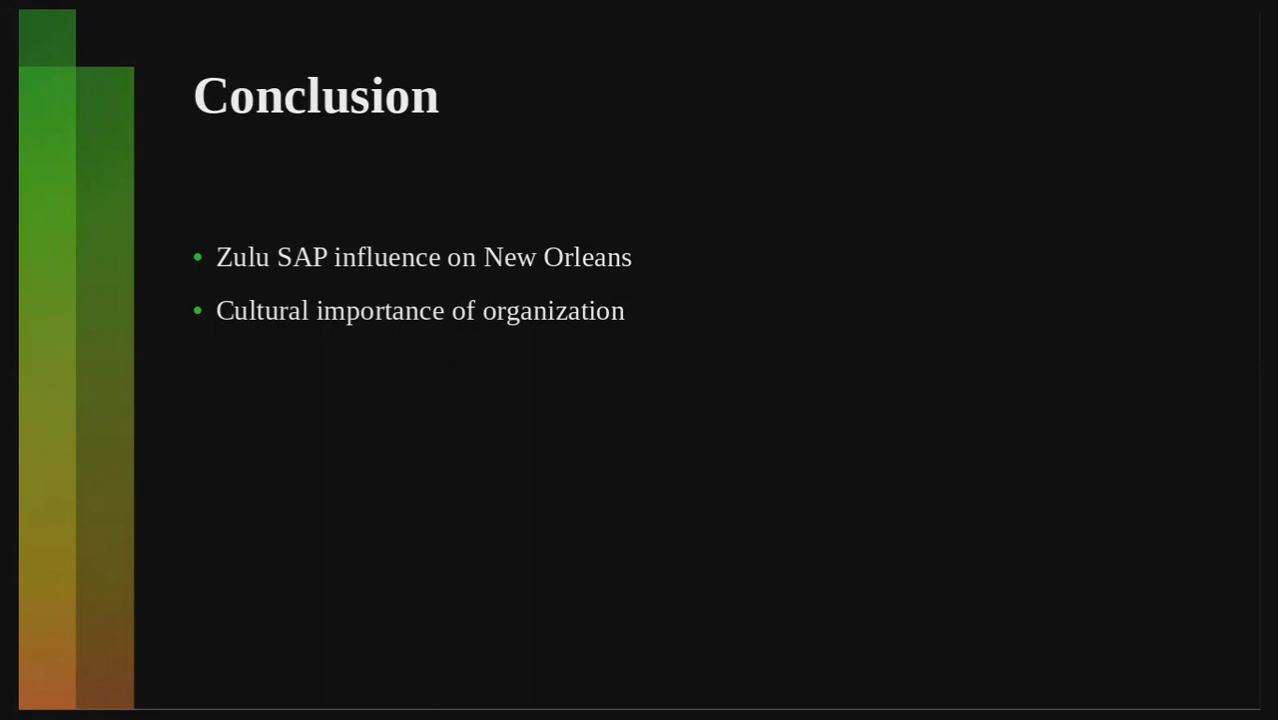 Conclusion
• Zulu SAP influence on New Orleans
• Cultural importance of organization